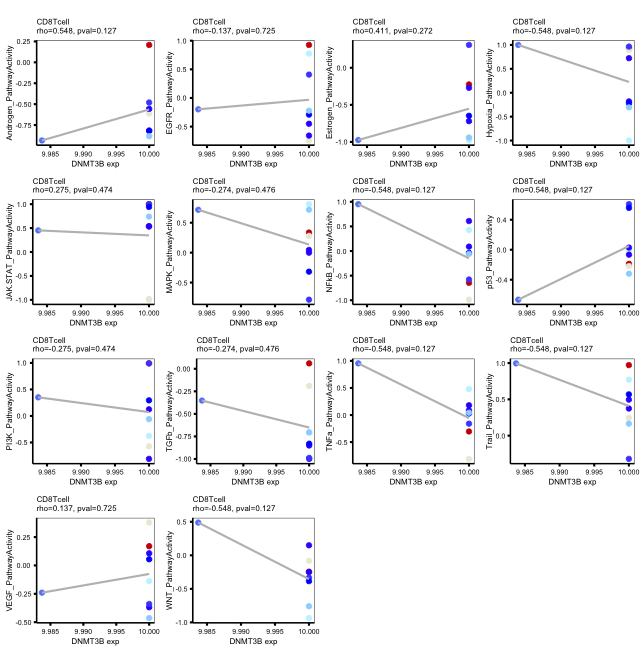 CD8Tcell
rho=0.548, pval=0.127
Androgen_PathwayActivity
0.25
-0.25
-0.75
9.985
9.990
9.995
10.000
DNMT3B exp
CD8Tcell
rho=-0.137, pval=0.725
EGFR_PathwayActivity
1.0
0.5
0.0
-0.5
9.985
9.990
9.995
10.000
DNMT3B exp
CD8Tcell
rho=0.411, pval=0.272
Estrogen_PathwayActivity
0.0
-0.5
-1.0
9.985
9.990
9.995
10.000
DNMT3B exp
CD8Tcell
rho=-0.548, pval=0.127
Hypoxia_PathwayActivity
1.0
0.5
0.0
-0.5
-1.0
9.985
9.990
9.995
10.000
DNMT3B exp
CD8Tcell
rho=0.275, pval=0.474
JAK.STAT_PathwayActivity
1.0
0.5
0.0
-0.5
-1.0
9.985
9.990
9.995
10.000
DNMT3B exp
CD8Tcell
rho=-0.274, pval=0.476
MAPK_PathwayActivity
0.5
0.0
-0.5
9.985
9.990
9.995
10.000
DNMT3B exp
CD8Tcell
rho=-0.548, pval=0.127
NFkB_PathwayActivity
1.0
0.5
0.0
-0.5
-1.0
9.985
9.990
9.995
10.000
DNMT3B exp
CD8Tcell
rho=0.548, pval=0.127
p53_PathwayActivity
0.4
0.0
-0.4
9.985
9.990
9.995
10.000
DNMT3B exp
CD8Tcell
rho=-0.275, pval=0.474
PI3K_PathwayActivity
1.0
0.5
0.0
-0.5
9.985
9.990
9.995
10.000
DNMT3B exp
CD8Tcell
rho=-0.274, pval=0.476
TGFb_PathwayActivity
0.00
-0.25
-0.50
-0.75
-1.00
9.985
9.990
9.995
10.000
DNMT3B exp
CD8Tcell
rho=-0.548, pval=0.127
TNFa_PathwayActivity
1.0
0.5
0.0
-0.5
9.985
9.990
9.995
10.000
DNMT3B exp
CD8Tcell
rho=-0.548, pval=0.127
Trail_PathwayActivity
1.0
0.5
0.0
9.985
9.990
9.995
10.000
DNMT3B exp
CD8Tcell
rho=0.137, pval=0.725
VEGF_PathwayActivity
0.25
0.00
-0.25
-0.50
9.985
9.990
9.995
10.000
DNMT3B exp
CD8Tcell
rho=-0.548, pval=0.127
WNT_PathwayActivity
0.5
0.0
-0.5
-1.0
9.985
9.990
9.995
10.000
DNMT3B exp